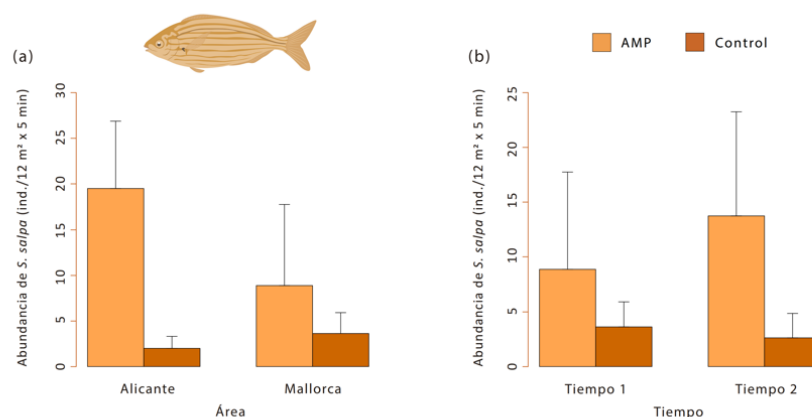 (a)
Abundancia de S. salpa (ind./12 m² x 5 min)
30
25
20
15
10
5
0
Alicante
Mallorca
Área
AMP
Control
(b)
Abundancia de S. salpa (ind./12 m² x 5 min)
25
20
15
10
5
0
Tiempo 1
Tiempo 2
Tiempo